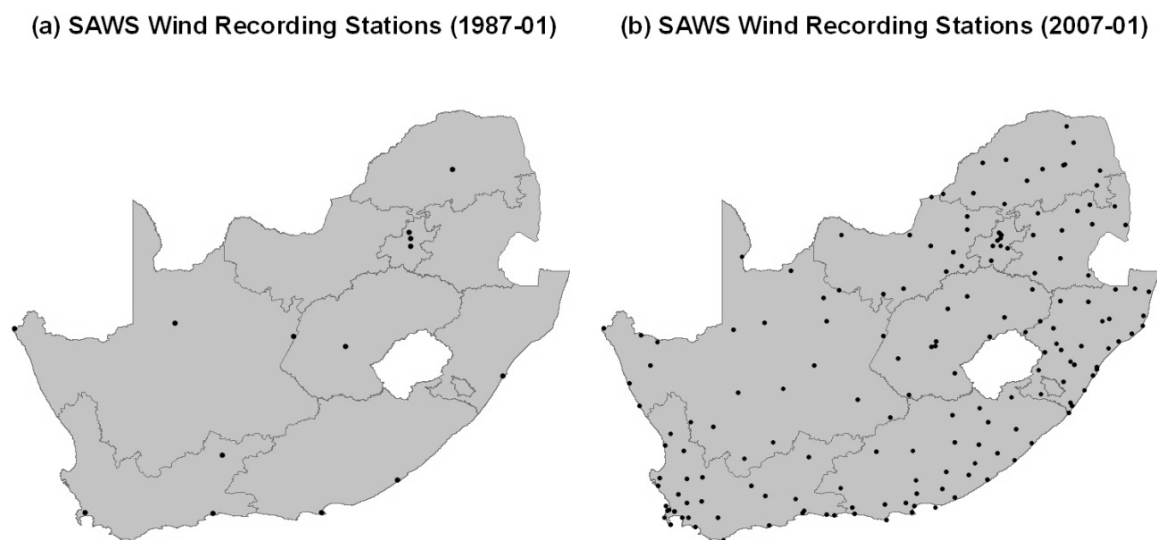 (a) SAWS Wind Recording Stations (1987-01)
(b) SAWS Wind Recording Stations (2007-01)